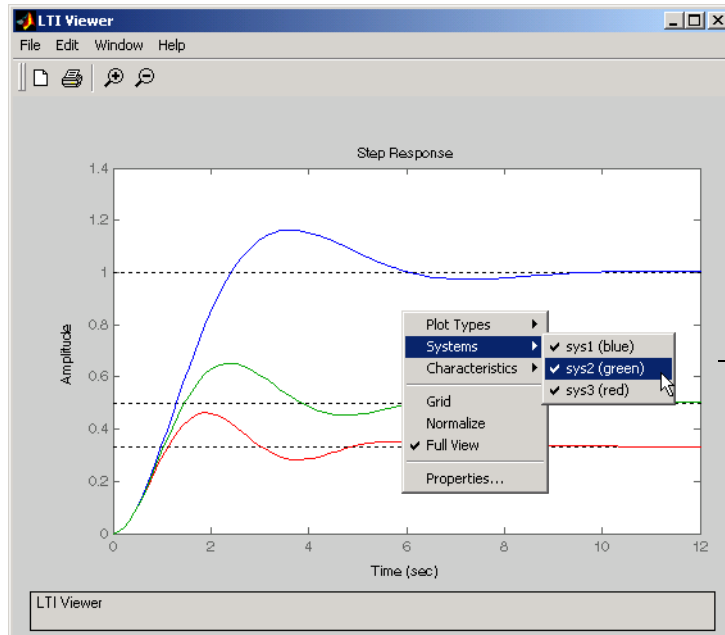 LTI Viewer
File Edit Window Help
Step Response
1.4
1.2
1
0.8
0.6
0.4
0.2
0
Amplitude
Plot Types
Systems
Characteristics
Grid
Normalize
Full View
Properties...
sys1 (blue)
sys2 (green)
sys3 (red)
0 2 4 6 8 10 12
Time (sec)
LTI Viewer